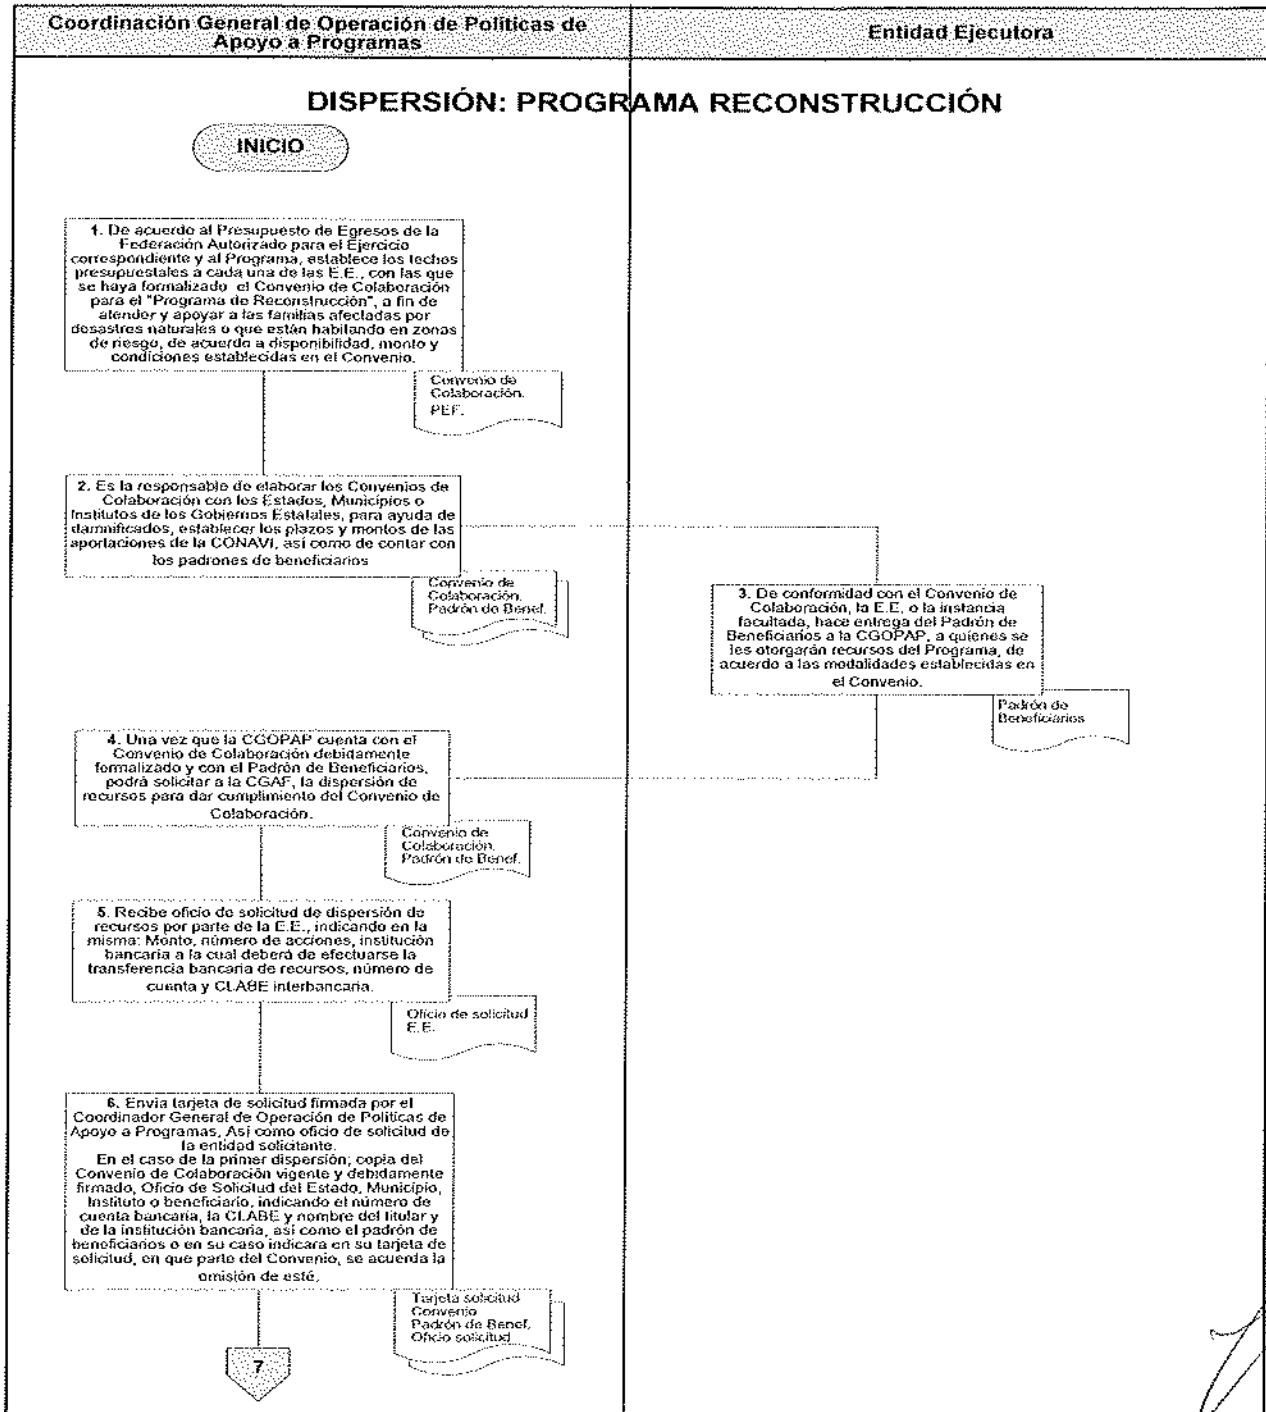 Coordinación General de Operación de Políticas de
Apoyo a Programas
Entidad Ejecutora
DISPERSIÓN: PROGRAMA RECONSTRUCCIÓN
INICIO
1. De acuerdo al Presupuesto de Egresos de la
Federación Autorizado para el Ejercicio
correspondiente y al Programa, establece los techos
presupuestales a cada una de las E.E., con las que
se haya formalizado el Convenio de Colaboración
para el "Programa de Reconstrucción", a fin de
atender y apoyar a las familias afectadas por
desastres naturales o que están habitando en zonas
de riesgo, de acuerdo a disponibilidad, monto y
condiciones establecidas en el Convenio.
Convenio de
Colaboración.
PEF.
2. Es la responsable de elaborar los Convenios de
Colaboración con los Estados, Municipios o
Institutos de los Gobiernos Estatales, para ayuda de
damnificados, establecer los plazos y montos de las
aportaciones de la CONAVI, así como de contar con
los padrones de beneficiarios
Convenio de
Colaboración.
Padrón de Benef.
3. De conformidad con el Convenio de
Colaboración, la E.E. o la instancia
facultada, hace entrega del Padrón de
Beneficiarios a la CGOPAP, a quienes se
les otorgarán recursos del Programa, de
acuerdo a las modalidades establecidas en
el Convenio.
Padrón de
Beneficiarios
4. Una vez que la CGOPAP cuenta con el
Convenio de Colaboración debidamente
formalizado y con el Padrón de Beneficiarios,
podrá solicitar a la CGAF, la dispersión de
recursos para dar cumplimiento del Convenio de
Colaboración.
Convenio de
Colaboración.
Padrón de Benef.
5. Recibe oficio de solicitud de dispersión de
recursos por parte de la E.E., indicando en la
misma: Monto, número de acciones, institución
bancaria a la cual deberá de efectuarse la
transferencia bancaria de recursos, número de
cuenta y CLABE interbancaria.
Oficio de solicitud
E.E.
6. Envia tarjeta de solicitud firmada por el
Coordinador General de Operación de Políticas de
Apoyo a Programas, Así como oficio de solicitud de
la entidad solicitante.
En el caso de la primer dispersión; copia del
Convenio de Colaboración vigente y debidamente
firmado, Oficio de Solicitud del Estado, Municipio,
Instituto o beneficiario, indicando el número de
cuenta bancaria, la CLABE y nombre del titular y
de la institución bancaria, así como el padrón de
beneficiarios o en su caso indicara en su tarjeta de
solicitud, en que parte del Convenio, se acuerda la
omisión de esté.
Tarjeta solicitud
Convenio
Padrón de Benef.
Oficio solicitud
7